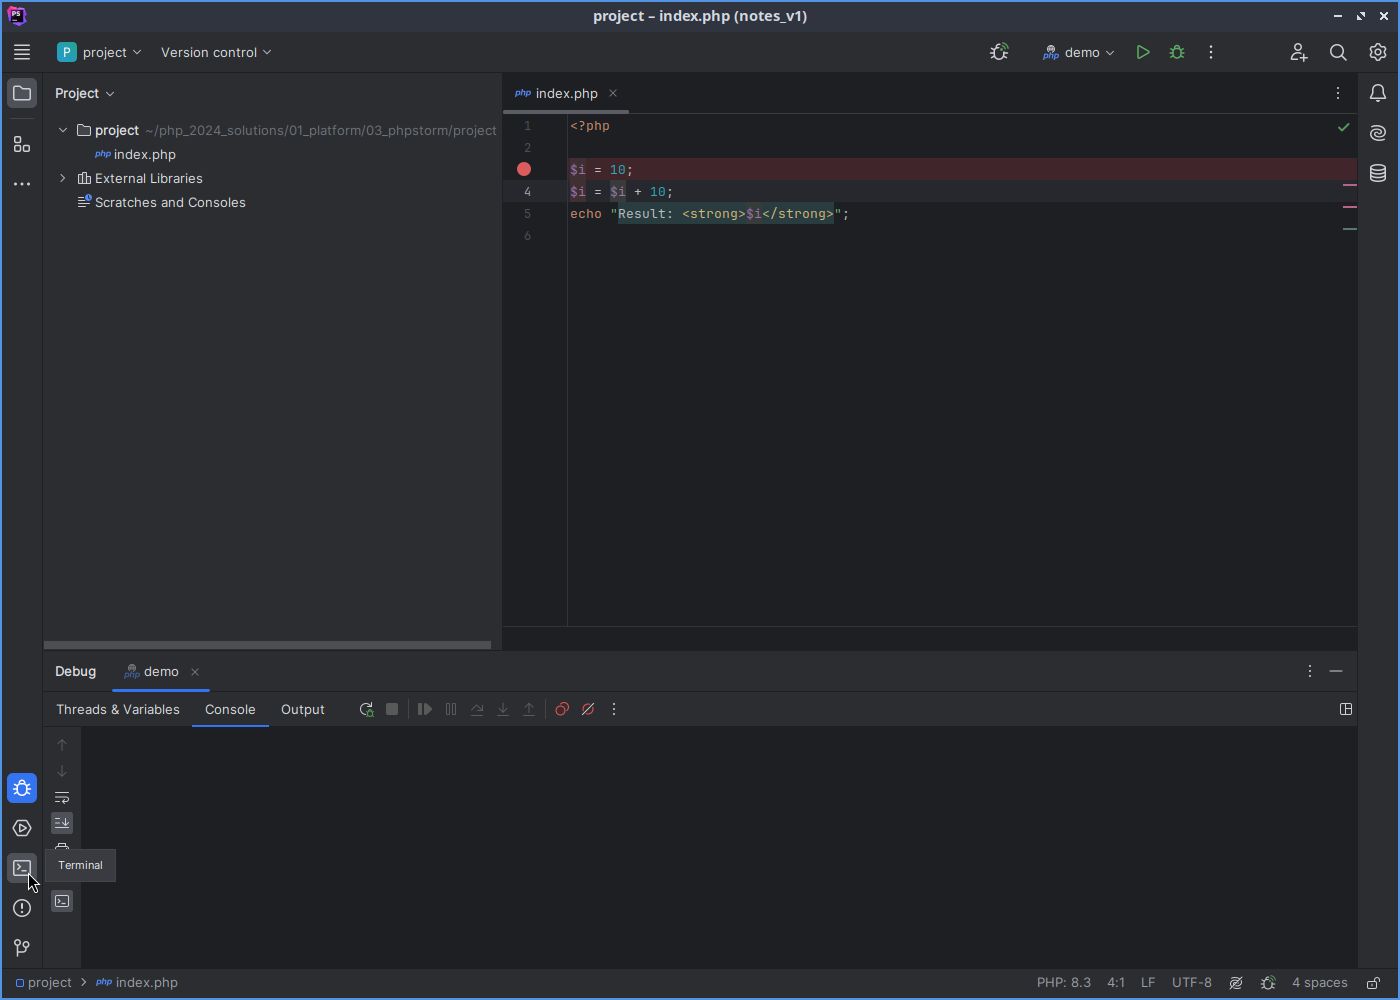 project – index.php (notes_v1)
PS
P project
Version control
php demo
Project
php index.php
project ~/php_2024_solutions/01_platform/03_phpstorm/project
php index.php
External Libraries
Scratches and Consoles
1 <?php
2
$i = 10;
4 $i = $i + 10;
5 echo "Result: <strong>$i</strong>";
6
Debug
php demo
Threads & Variables
Console
Output
Terminal
project
php index.php
PHP: 8.3
4:1
LF
UTF-8
4 spaces